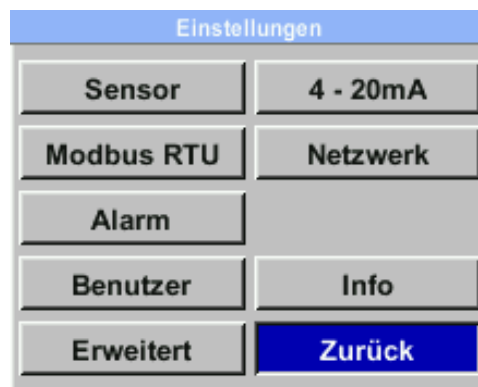 Einstellungen
Sensor 4 - 20mA
Modbus RTU Netzwerk
Alarm
Benutzer Info
Erweitert Zurück